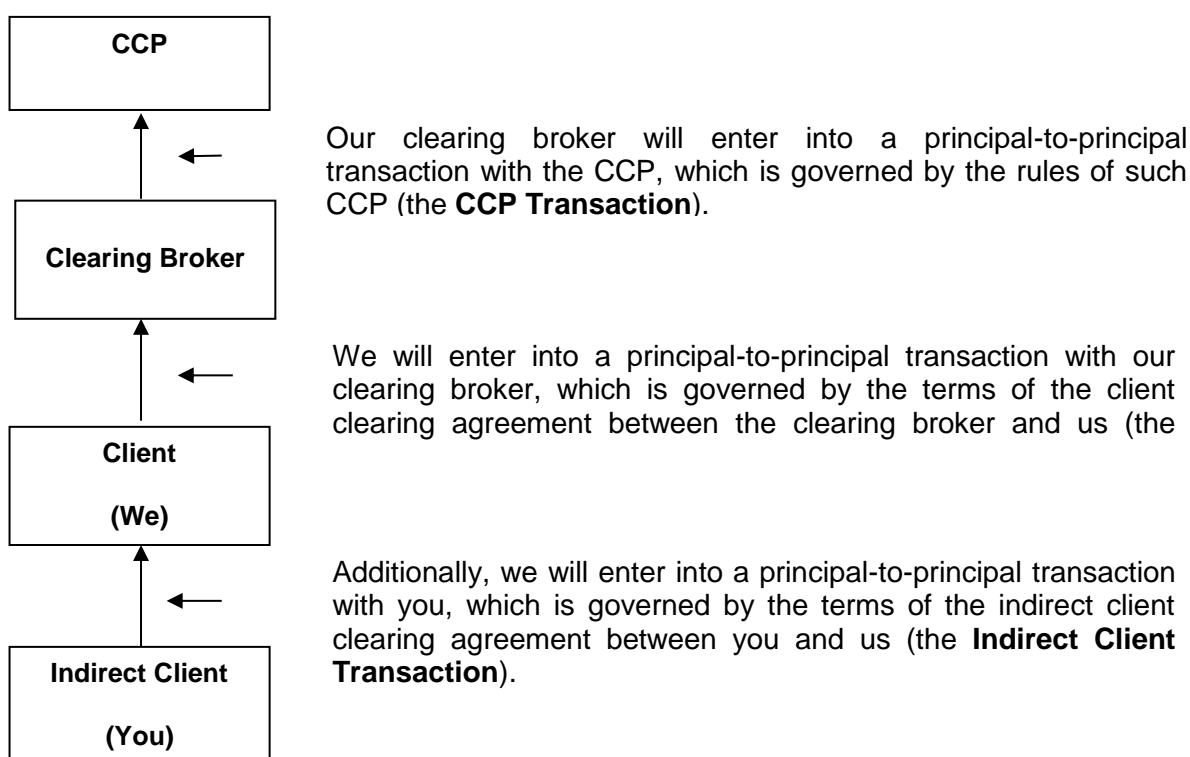 CCP
Our clearing broker will enter into a principal-to-principal
transaction with the CCP, which is governed by the rules of such
CCP (the CCP Transaction).
Clearing Broker
We will enter into a principal-to-principal transaction with our
clearing broker, which is governed by the terms of the client
clearing agreement between the clearing broker and us (the
Client
(We)
Additionally, we will enter into a principal-to-principal transaction
with you, which is governed by the terms of the indirect client
clearing agreement between you and us (the Indirect Client
Transaction).
Indirect Client
(You)